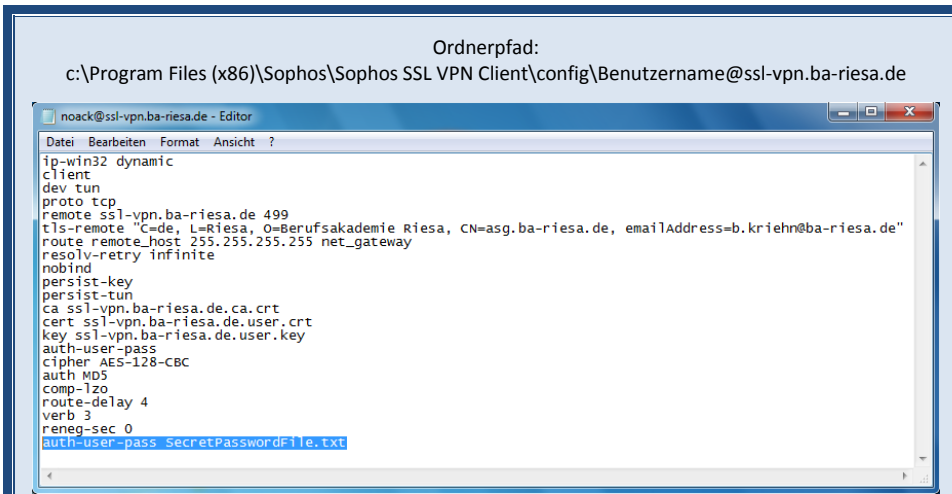 Ordnerpfad:
c:\Program Files (x86)\Sophos\Sophos SSL VPN Client\config\Benutzername@ssl-vpn.ba-riesa.de
noack@ssl-vpn.ba-riesa.de - Editor
Datei Bearbeiten Format Ansicht ?
ip-win32 dynamic
client
dev tun
proto tcp
remote ssl-vpn.ba-riesa.de 499
tls-remote "C=de, L=Riesa, O=Berufsakademie Riesa, CN=asg.ba-riesa.de, emailAddress=b.kriehn@ba-riesa.de"
route remote_host 255.255.255.255 net_gateway
resolv-retry infinite
nobind
persist-key
persist-tun
ca ssl-vpn.ba-riesa.de.ca.crt
cert ssl-vpn.ba-riesa.de.user.crt
key ssl-vpn.ba-riesa.de.user.key
auth-user-pass
cipher AES-128-CBC
auth MD5
comp-lzo
route-delay 4
verb 3
reneg-sec 0
auth-user-pass SecretPasswordFile.txt